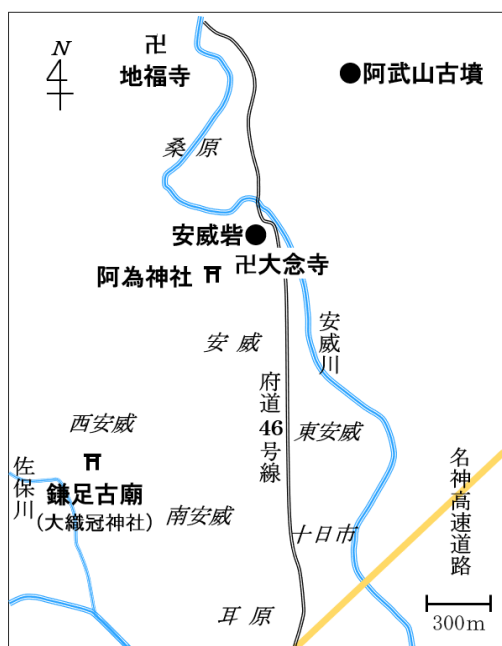 N
卍
地福寺
●阿武山古墳
桑原
安威砦●
卍大念寺
阿為神社
安威
安威川
府道46号線
西安威
東安威
佐保川
鎌足古廟
(大織冠神社)
南安威
名神高速道路
十日市
耳原
300m